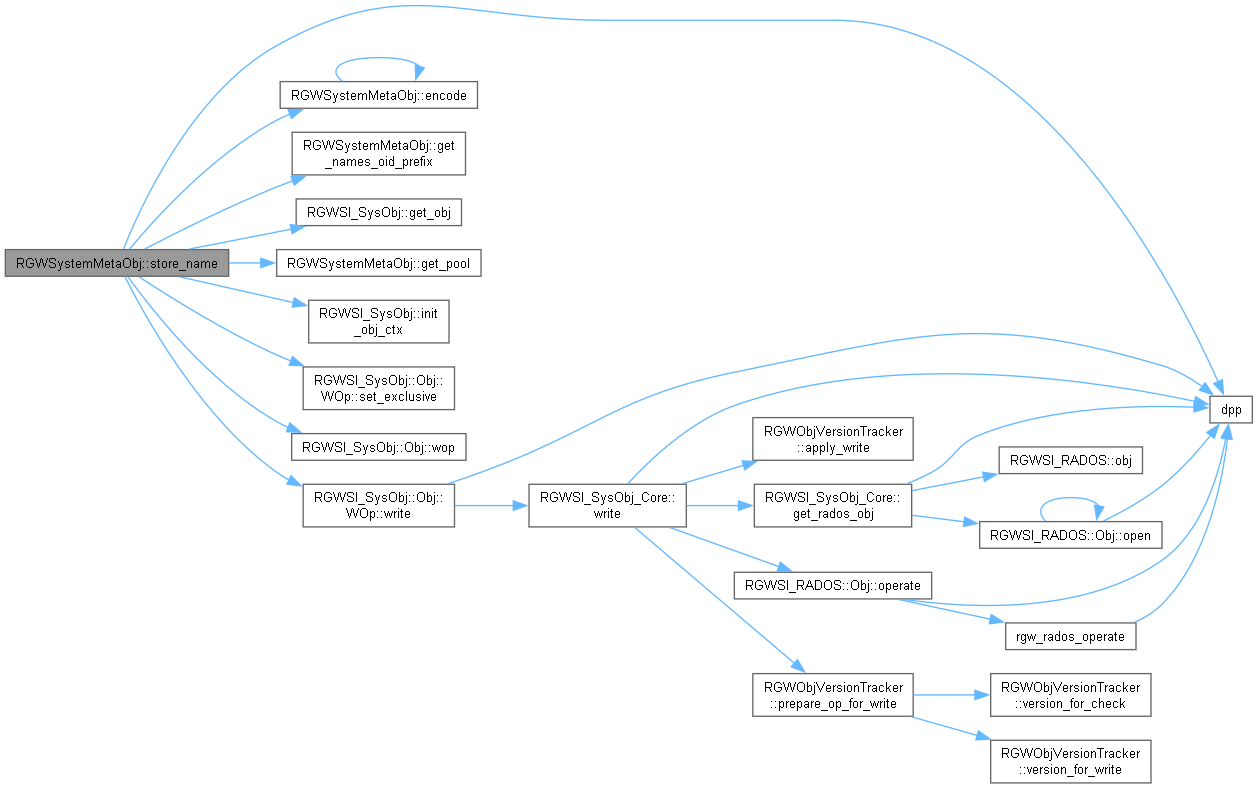 RGWSystemMetaObj::store_name
RGWSystemMetaObj::encode
RGWSystemMetaObj::get
_names_oid_prefix
RGWSI_SysObj::get_obj
RGWSystemMetaObj::get_pool
RGWSI_SysObj::init
_obj_ctx
RGWSI_SysObj::Obj::
WOp::set_exclusive
RGWSI_SysObj::Obj::wop
RGWSI_SysObj::Obj::
WOp::write
RGWSI_SysObj_Core::
write
RGWObjVersionTracker
::apply_write
RGWSI_SysObj_Core::
get_rados_obj
RGWSI_RADOS::Obj::operate
RGWObjVersionTracker
::prepare_op_for_write
RGWSI_RADOS::obj
RGWSI_RADOS::Obj::open
rgw_rados_operate
RGWObjVersionTracker
::version_for_check
RGWObjVersionTracker
::version_for_write
dpp